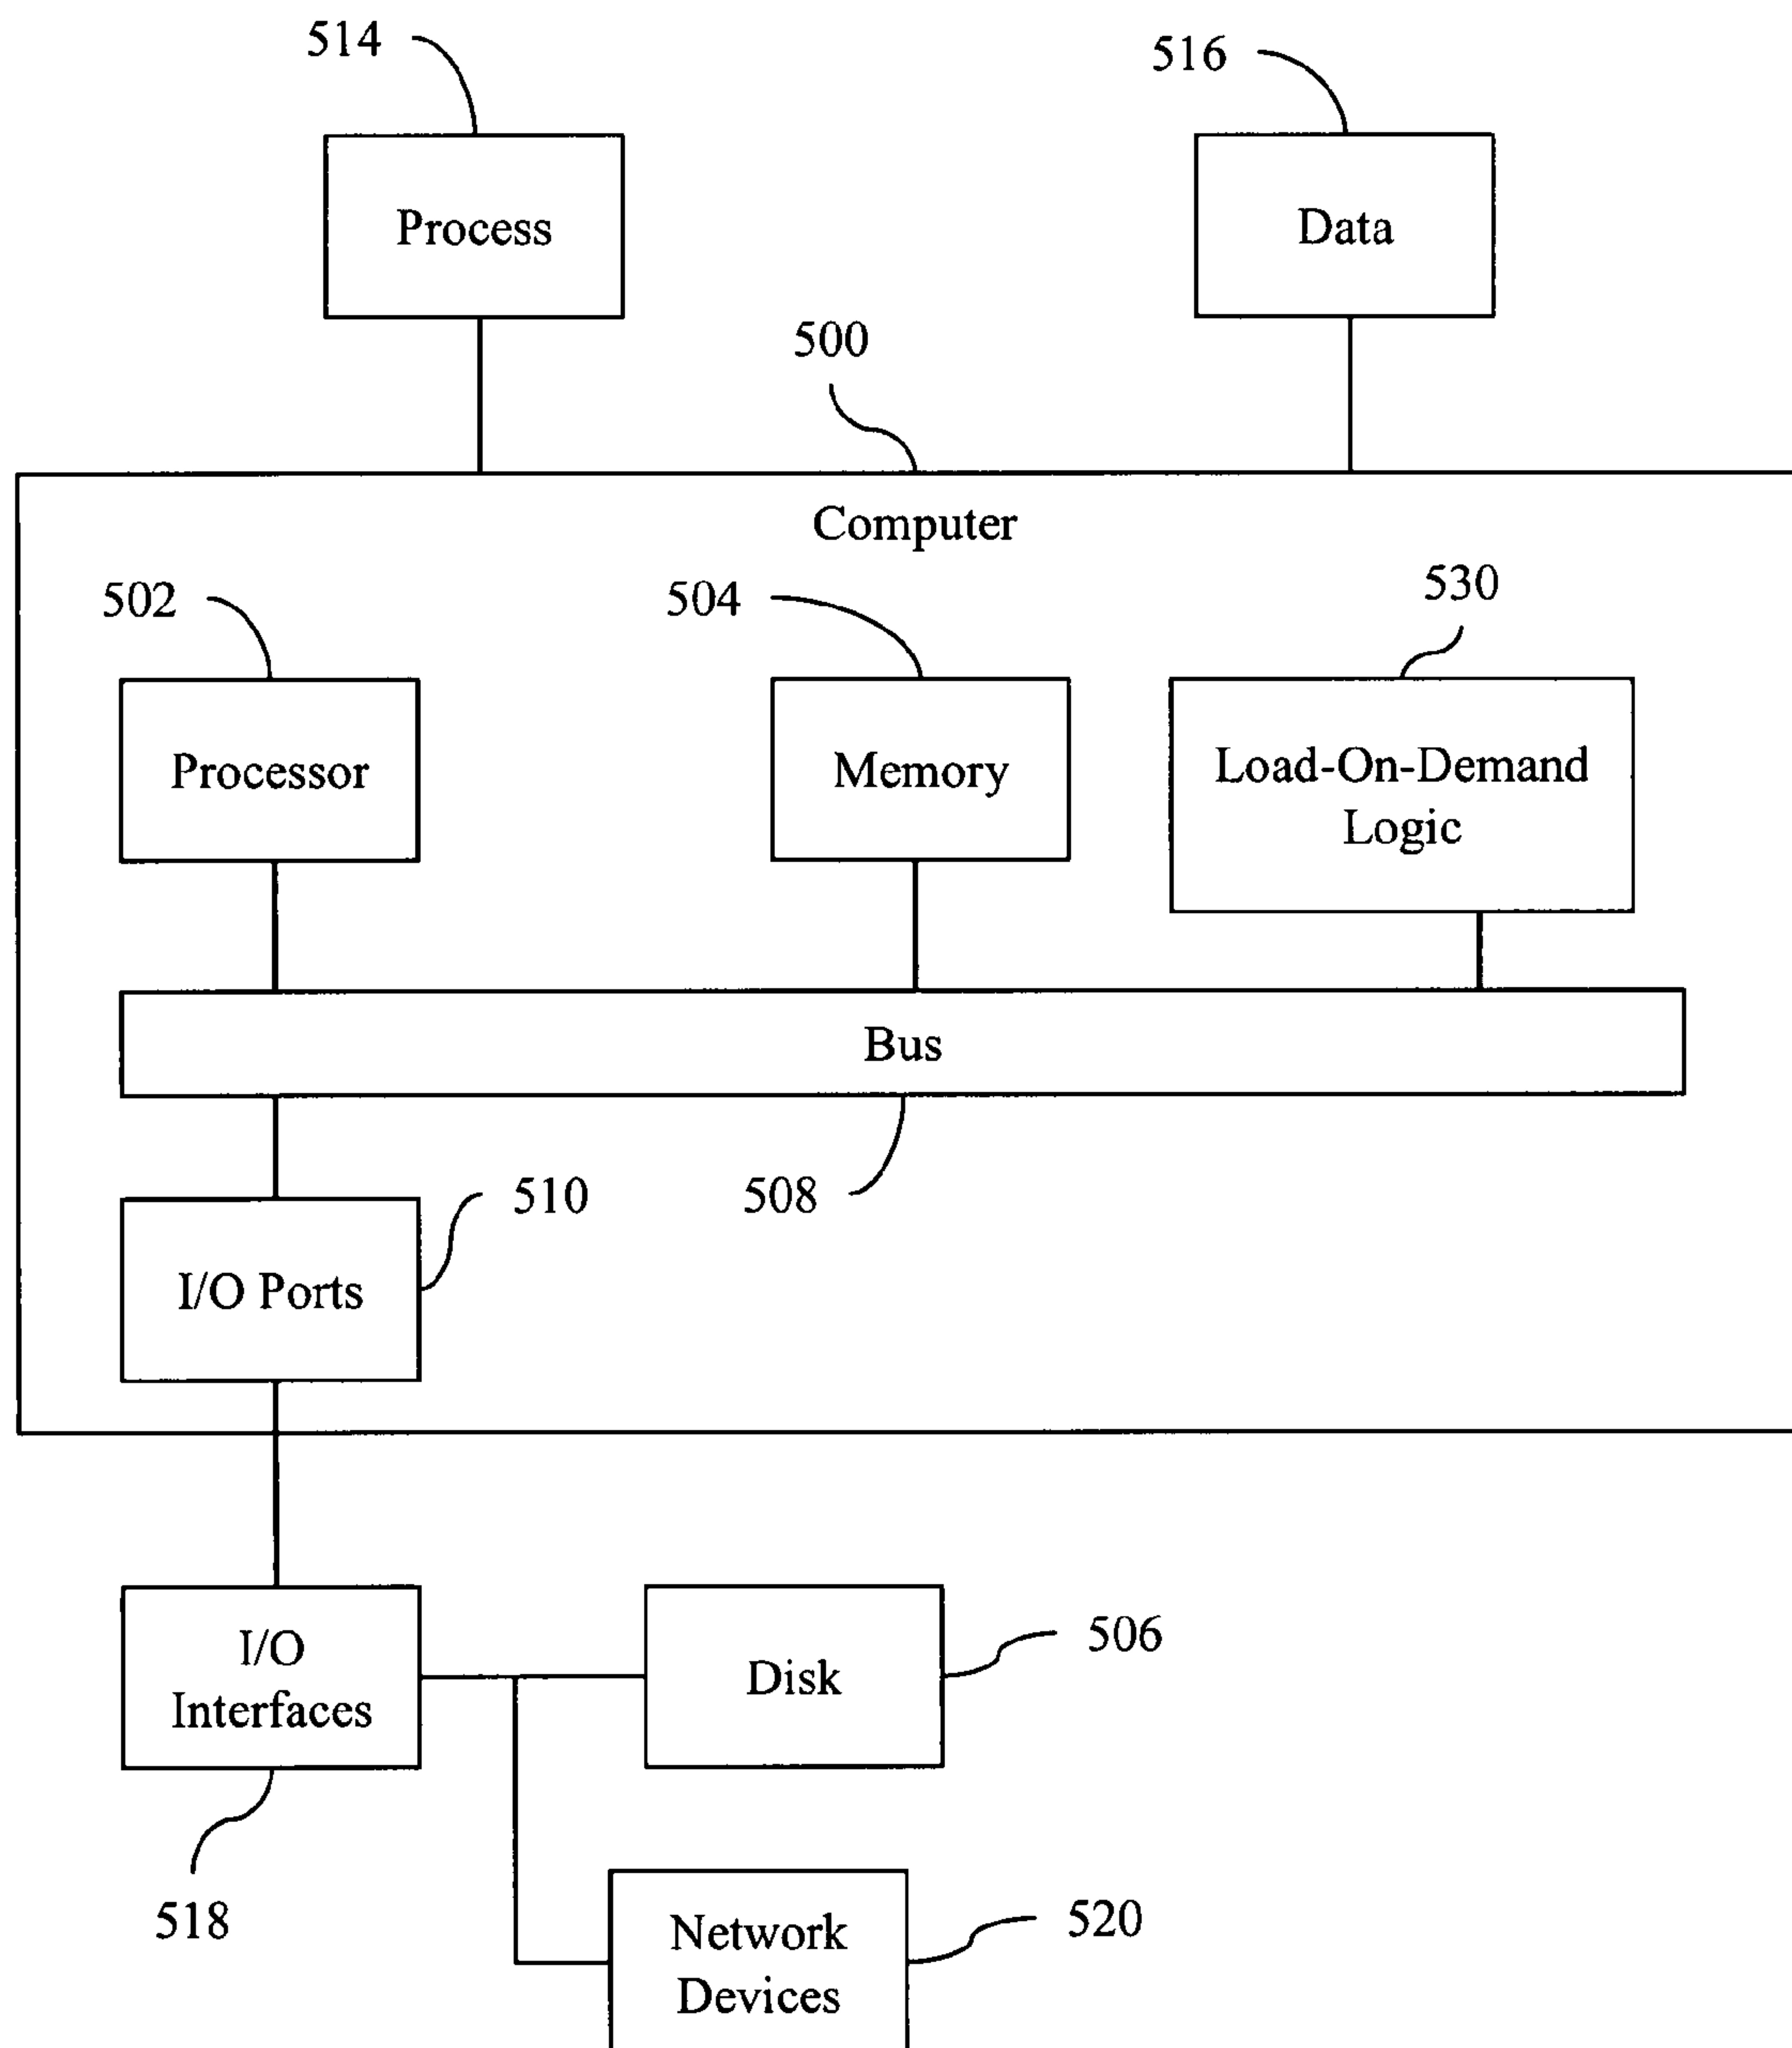 514
516
Process
Data
500
Computer
502
504
530
Processor
Memory
Load-On-Demand
Logic
Bus
510
508
I/O Ports
I/O
Interfaces
Disk
506
518
Network
Devices
520